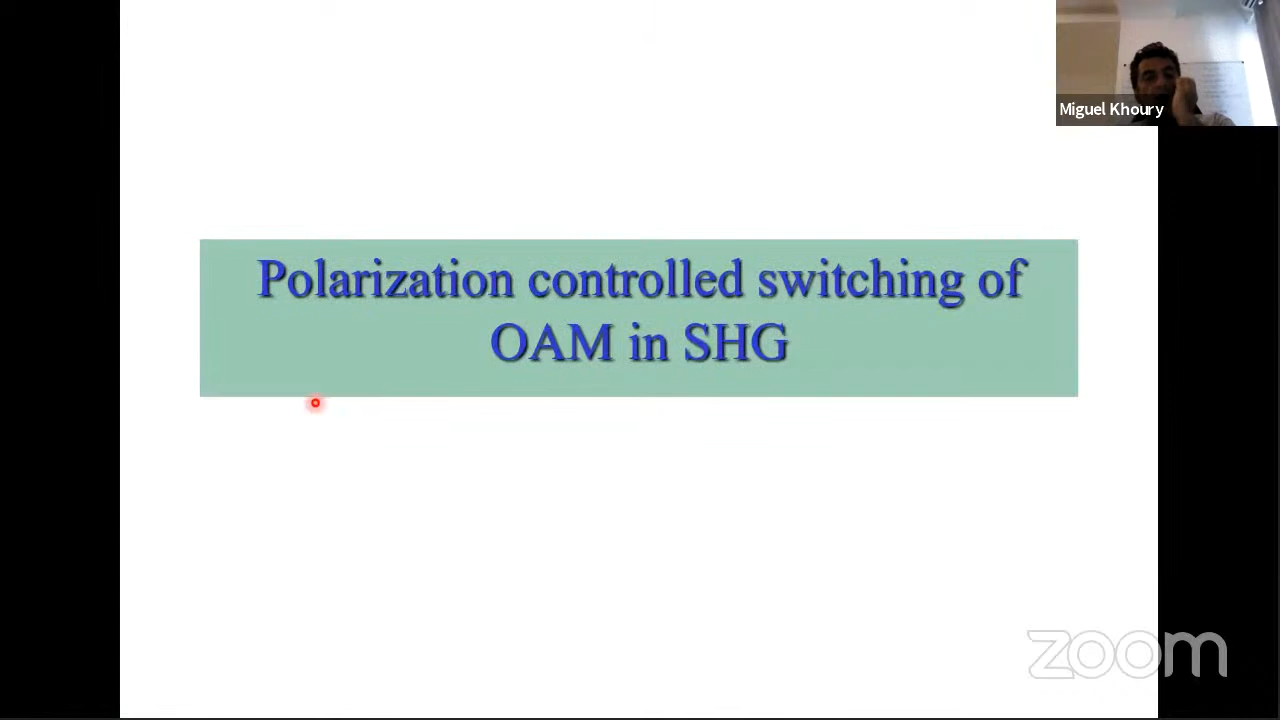 Miguel Khoury
Polarization controlled switching of
OAM in SHG
zoom